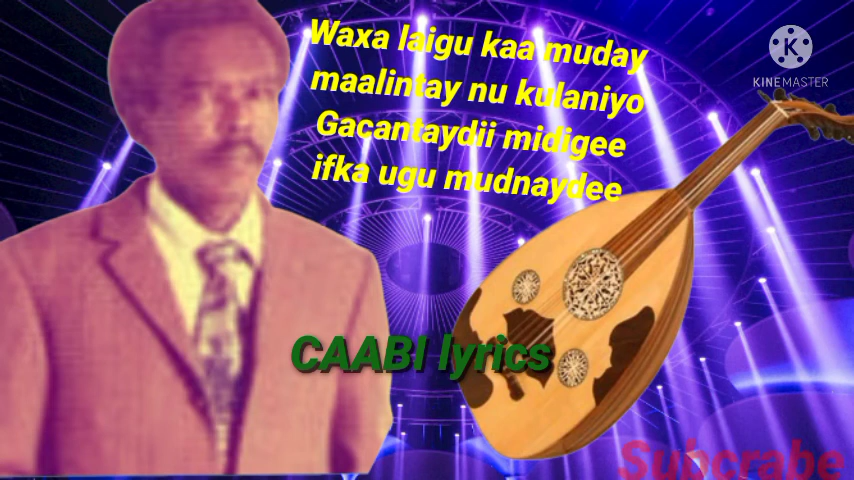 Waxa laigu kaa muday
maalintay nu kulaniyo
Gacantaydii midigee
ifka ugu mudnaydee
K
KINEMASTER
CAABI lyrics
Subcrabe